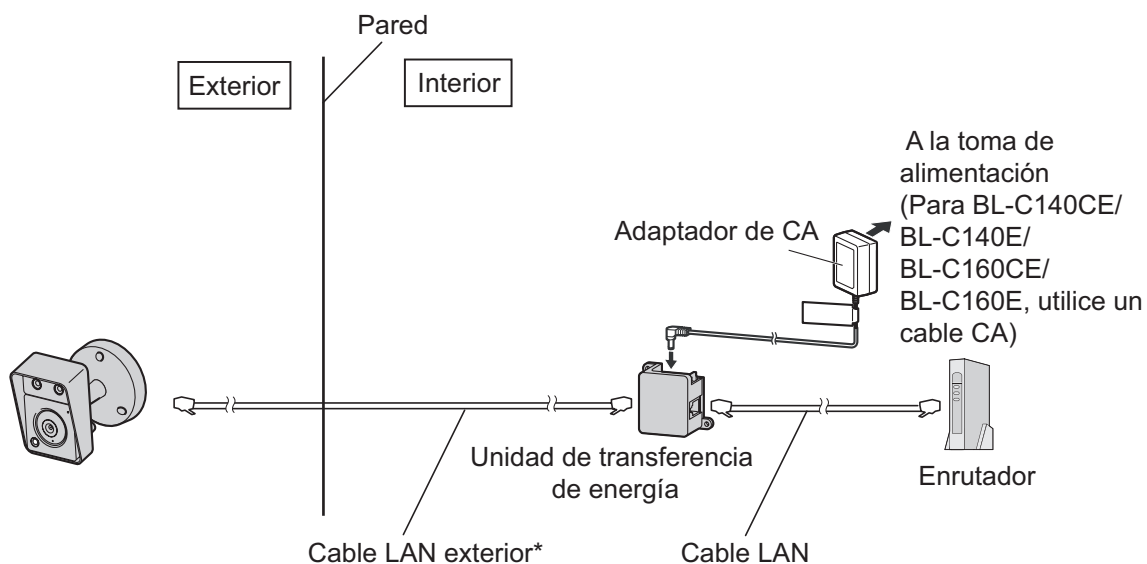 Pared
Exterior
Interior
A la toma de
alimentación
(Para BL-C140CE/
BL-C140E/
BL-C160CE/
BL-C160E, utilice un
cable CA)
Adaptador de CA
Unidad de transferencia
de energía
Enrutador
Cable LAN exterior*
Cable LAN